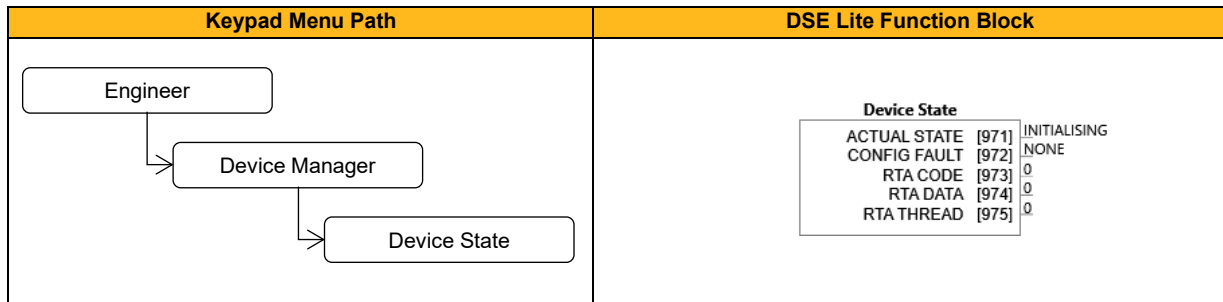 Keypad Menu Path
DSE Lite Function Block
Engineer
Device Manager
Device State
Device State
ACTUAL STATE [971] INITIALISING
CONFIG FAULT [972] NONE
RTA CODE [973] 0
RTA DATA [974] 0
RTA THREAD [975] 0